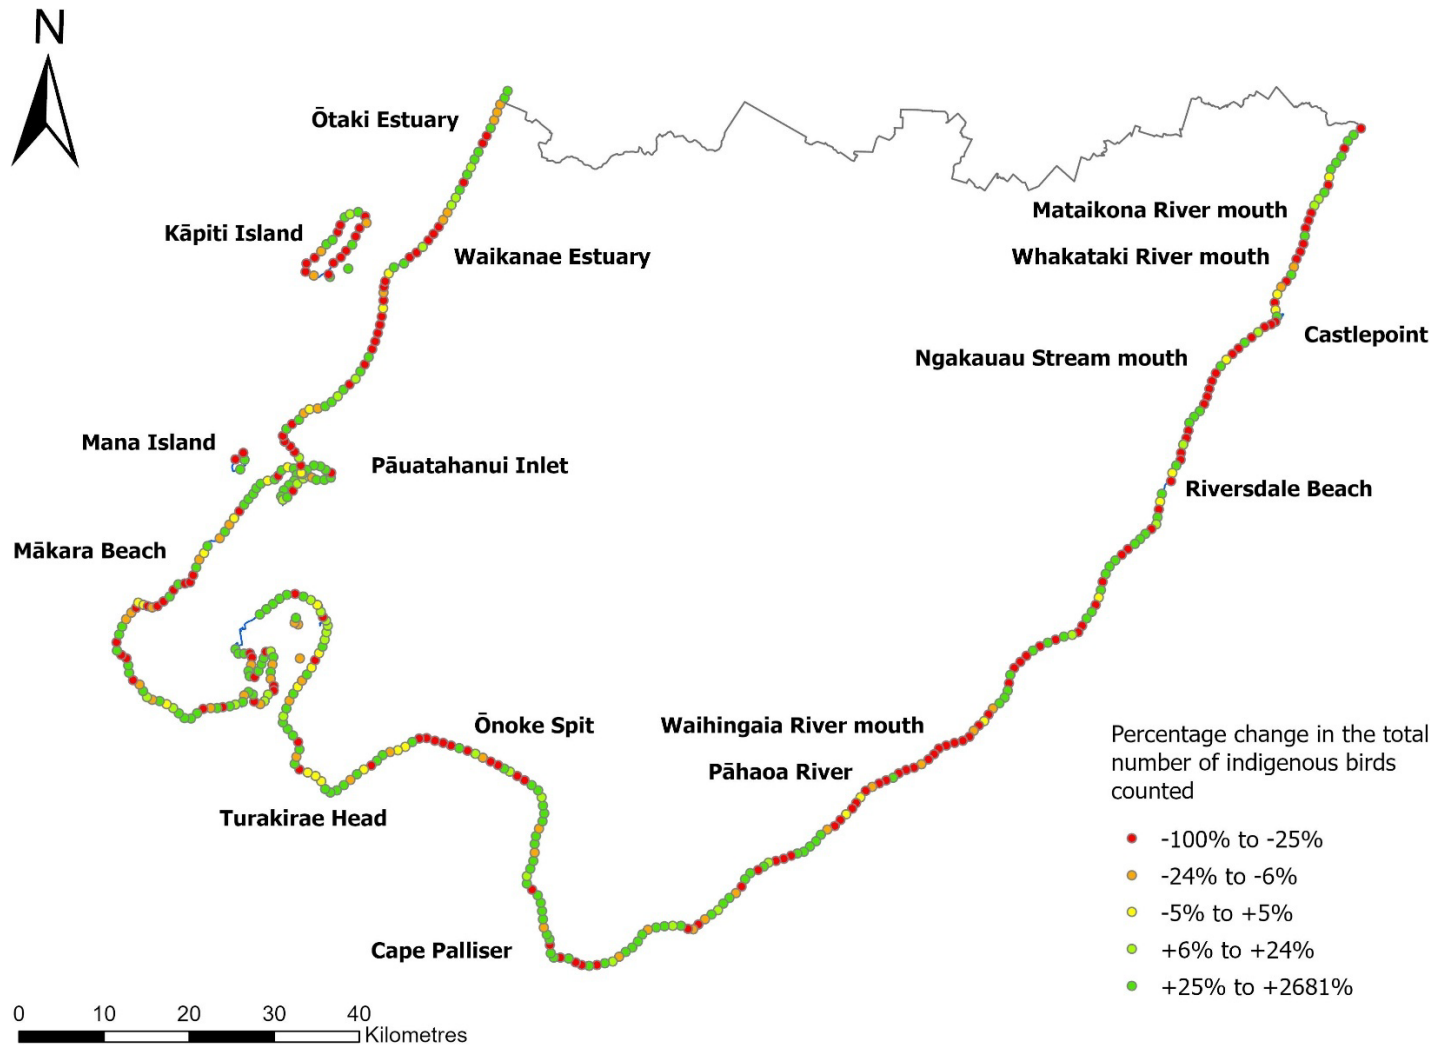 N
Ōtaki Estuary
Kāpiti Island
Mataikona River mouth
Waikanae Estuary
Whakataki River mouth
Castlepoint
Ngakauau Stream mouth
Mana Island
Pāuatahanui Inlet
Riversdale Beach
Mākara Beach
Ōnoke Spit
Waihingaia River mouth
Pāhaoa River
Turakirae Head
Cape Palliser
Percentage change in the total
number of indigenous birds
counted
-100% to -25%
-24% to -6%
-5% to +5%
+6% to +24%
+25% to +2681%
0 10 20 30 40
Kilometres